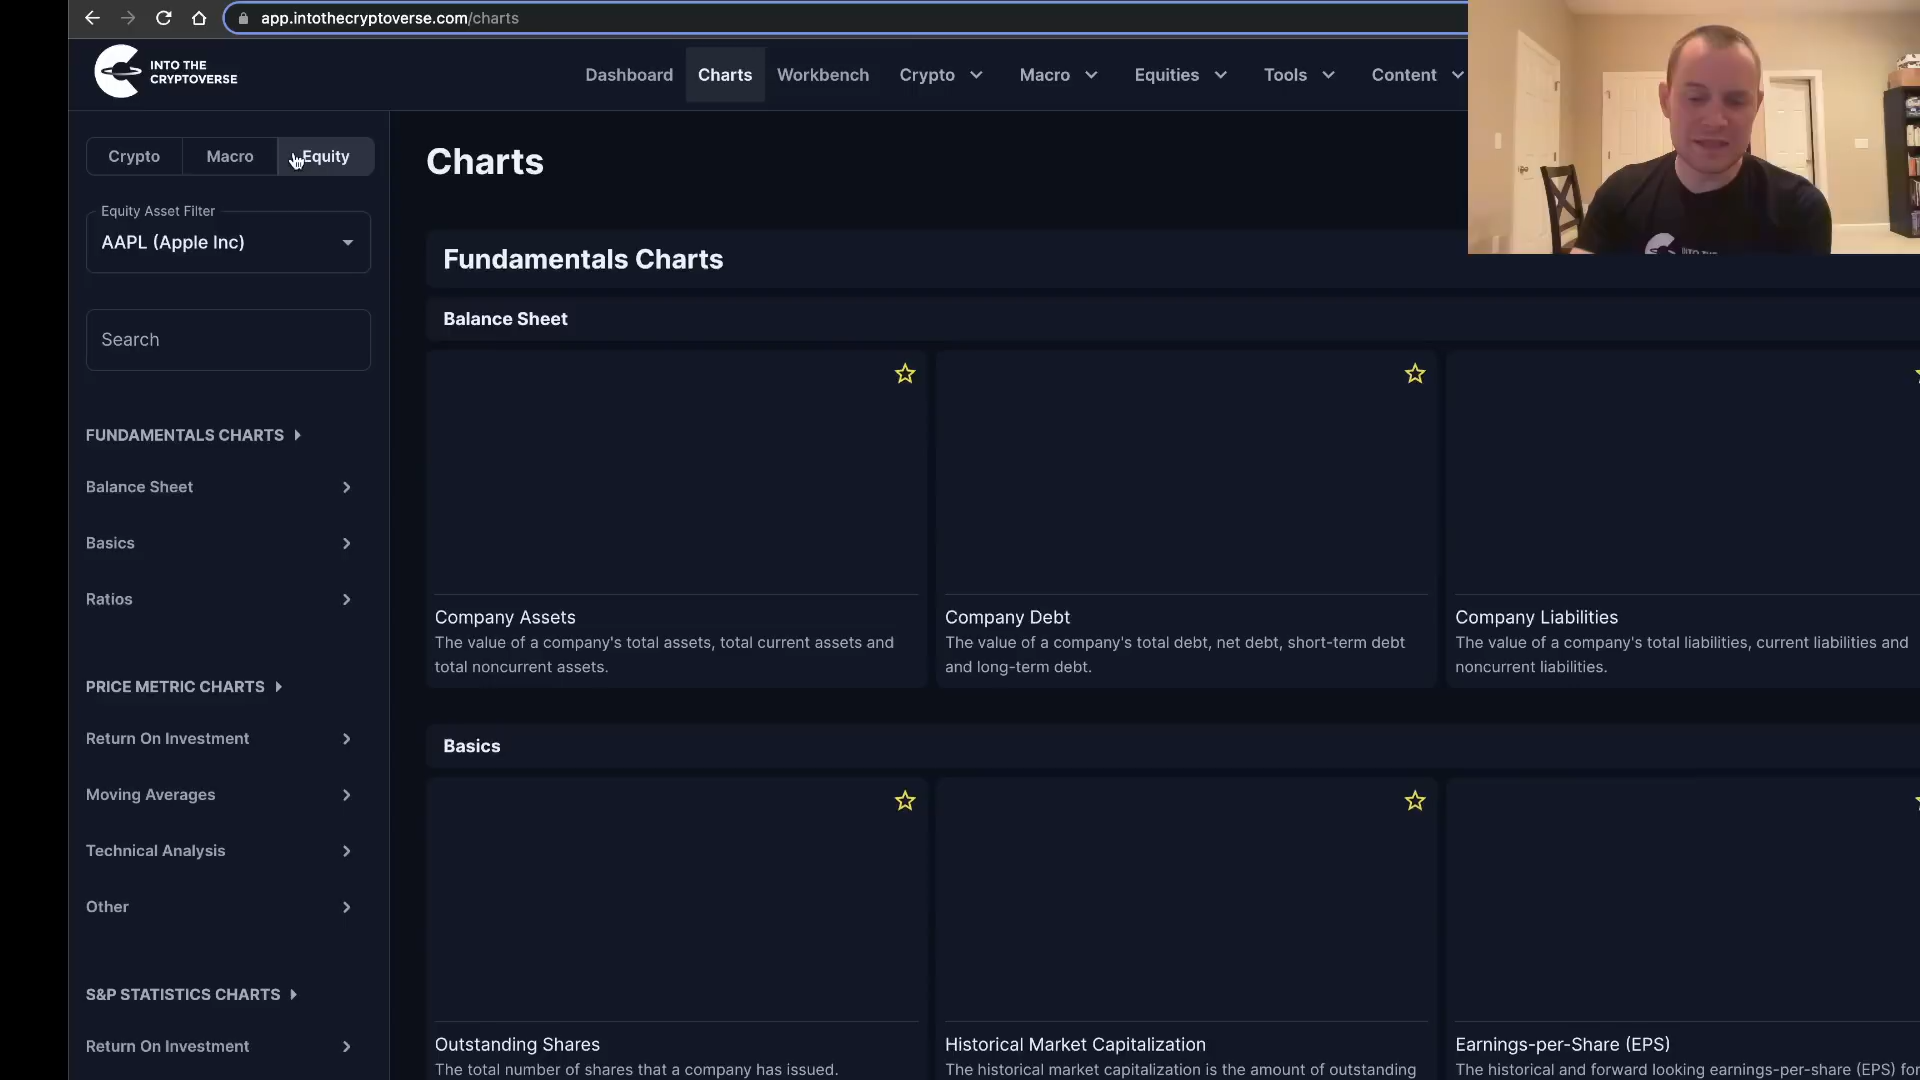 app.intothecryptoverse.com/charts
INTO THE
CRYPTOVERSE
Dashboard
Charts
Workbench
Crypto
Macro
Equities
Tools
Content
Crypto
Macro
Equity
Equity Asset Filter
AAPL (Apple Inc)
Search
FUNDAMENTALS CHARTS
Balance Sheet
Basics
Ratios
PRICE METRIC CHARTS
Return On Investment
Moving Averages
Technical Analysis
Other
S&P STATISTICS CHARTS
Return On Investment
Charts
Fundamentals Charts
Balance Sheet
Company Assets
The value of a company's total assets, total current assets and
total noncurrent assets.
Company Debt
The value of a company's total debt, net debt, short-term debt
and long-term debt.
Company Liabilities
The value of a company's total liabilities, current liabilities and
noncurrent liabilities.
Basics
Outstanding Shares
The total number of shares that a company has issued.
Historical Market Capitalization
The historical market capitalization is the amount of outstanding
Earnings-per-Share (EPS)
The historical and forward looking earnings-per-share (EPS) for
INTO THE